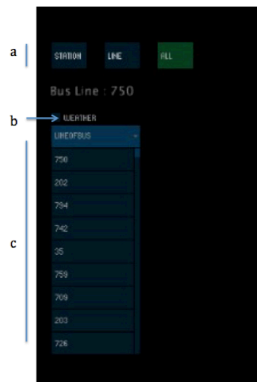 a
STATION LINE ALL
Bus Line : 750
b
WEATHER
LINEOFBUS
c
750
202
794
742
35
759
709
203
726